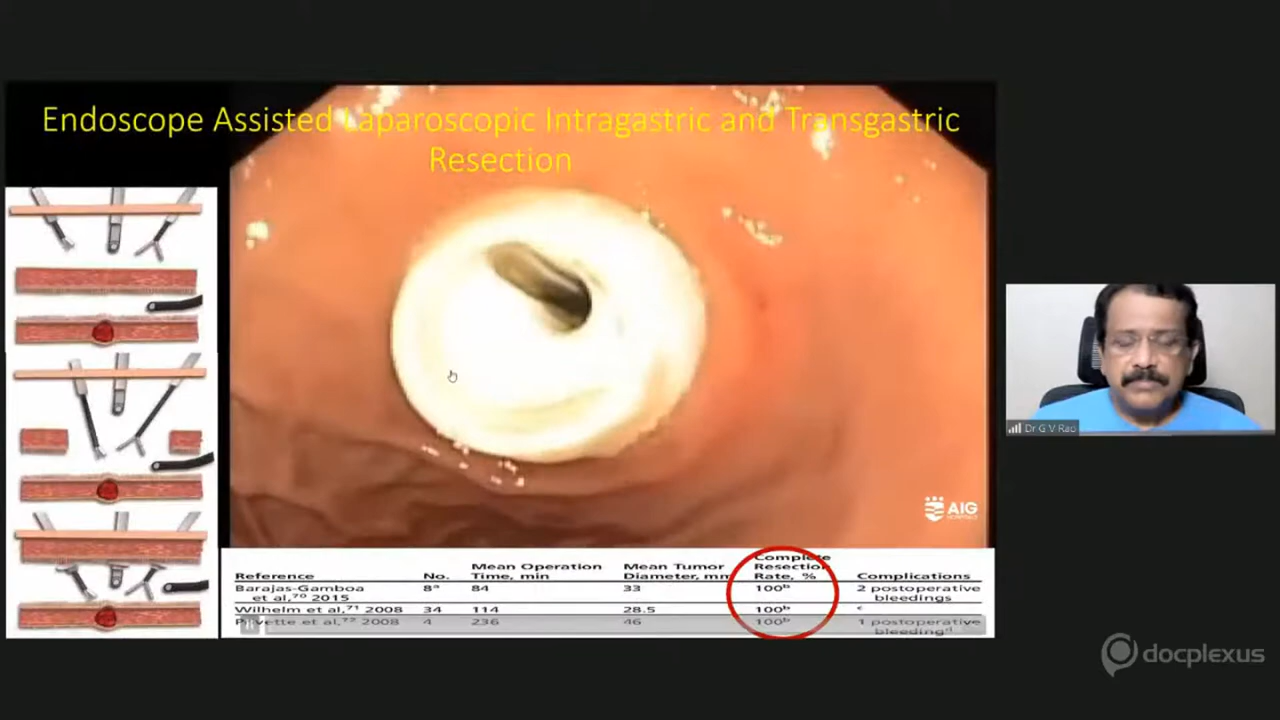 Endoscope Assisted Laparoscopic Intragastric and Transgastric
Resection
AIG
HOSPITALS
Dr G V Rao
Reference No. Mean Operation Time, min Mean Tumor Diameter, mm Complete Resection Rate, % Complications
Barajas-Gamboa et al,⁷⁰ 2015 8ᵃ 84 33 100ᵇ 2 postoperative bleedings
Wilhelm et al,⁷¹ 2008 34 114 28.5 100ᵇ ᶜ
et al,⁷² 2008 4 236 46 100ᵇ 1 postoperative bleedingᵈ
docplexus